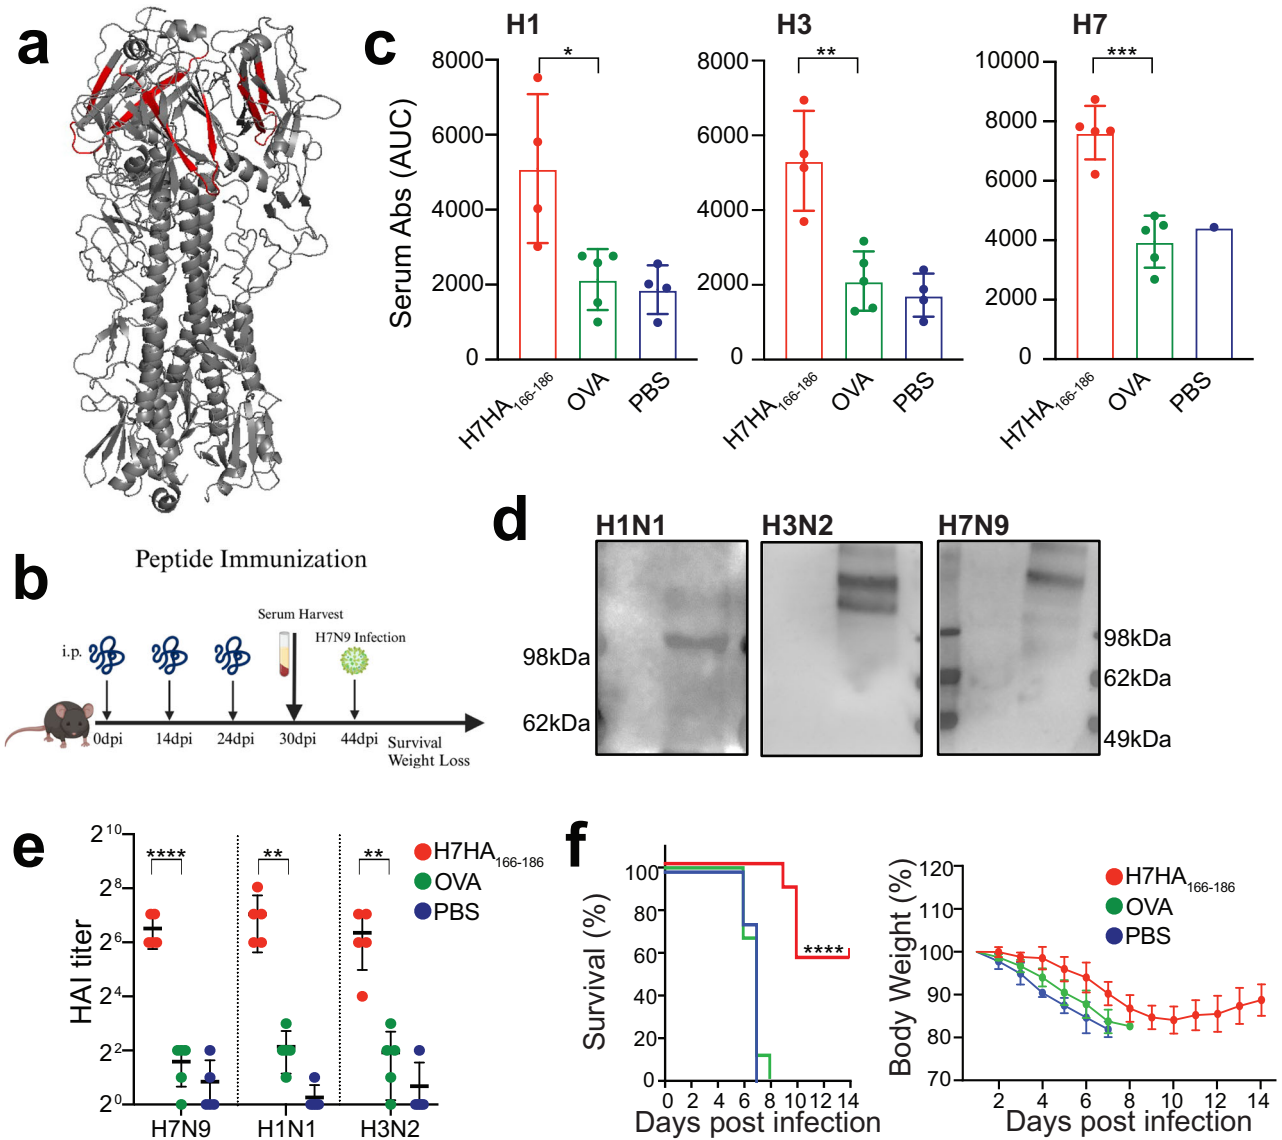 a
b
Peptide Immunization
Serum Harvest
H7N9 Infection
i.p.
0dpi 14dpi 24dpi 30dpi 44dpi Survival
Weight Loss
c
H1 H3 H7
Serum Abs (AUC)
8000
6000
4000
2000
0
*
H7HA166-186 OVA PBS
8000
6000
4000
2000
0
**
H7HA166-186 OVA PBS
10000
8000
6000
4000
2000
0
***
H7HA166-186 OVA PBS
d
H1N1 H3N2 H7N9
98kDa
62kDa
98kDa
62kDa
49kDa
e
HAI titer
2^10
2^8
2^6
2^4
2^2
2^0
**** ** **
H7N9 H1N1 H3N2
H7HA166-186
OVA
PBS
f
Survival (%)
100
80
60
40
20
0
****
0 2 4 6 8 10 12 14
Days post infection
Body Weight (%)
120
110
100
90
80
70
H7HA166-186
OVA
PBS
2 4 6 8 10 12 14
Days post infection